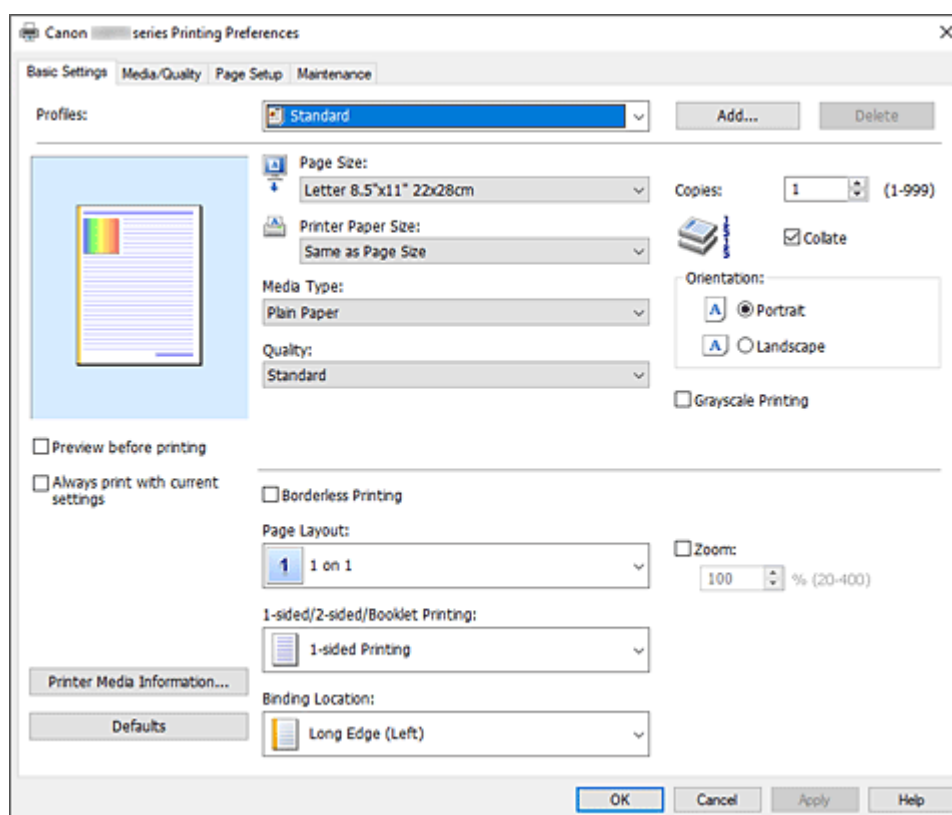 Canon series Printing Preferences
Basic Settings Media/Quality Page Setup Maintenance
Profiles: Standard Add... Delete
Page Size:
Letter 8.5"x11" 22x28cm
Copies: 1 (1-999)
Printer Paper Size:
Same as Page Size
Collate
Media Type:
Plain Paper
Orientation:
A Portrait
A Landscape
Quality:
Standard
Grayscale Printing
Preview before printing
Always print with current
settings
Borderless Printing
Page Layout:
1 1 on 1
Zoom:
100 % (20-400)
1-sided/2-sided/Booklet Printing:
1-sided Printing
Printer Media Information...
Defaults
Binding Location:
Long Edge (Left)
OK Cancel Apply Help